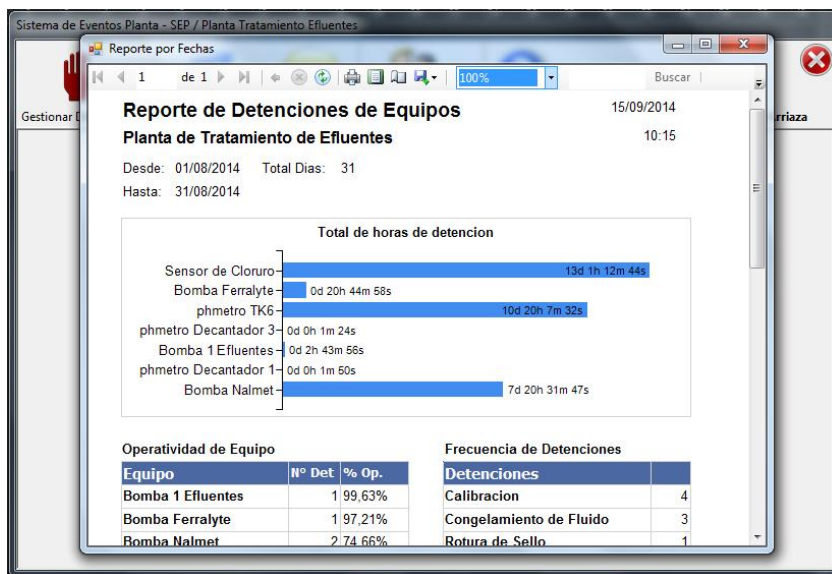 Sistema de Eventos Planta - SEP / Planta Tratamiento Efluentes
Reporte por Fechas
1 de 1 100% Buscar
Gestionar
rriaza
Reporte de Detenciones de Equipos 15/09/2014
Planta de Tratamiento de Efluentes 10:15
Desde: 01/08/2014 Total Dias: 31
Hasta: 31/08/2014
Total de horas de detencion
Sensor de Cloruro 13d 1h 12m 44s
Bomba Ferralyte 0d 20h 44m 58s
phmetro TK6 10d 20h 7m 32s
phmetro Decantador 3 0d 0h 1m 24s
Bomba 1 Efluentes 0d 2h 43m 56s
phmetro Decantador 1 0d 0h 1m 50s
Bomba Nalmet 7d 20h 31m 47s
Operatividad de Equipo Frecuencia de Detenciones
Equipo N° Det % Op. Detenciones
Bomba 1 Efluentes 1 99,63% Calibracion 4
Bomba Ferralyte 1 97,21% Congelamiento de Fluido 3
Bomba Nalmet 2 74,66% Rotura de Sello 1